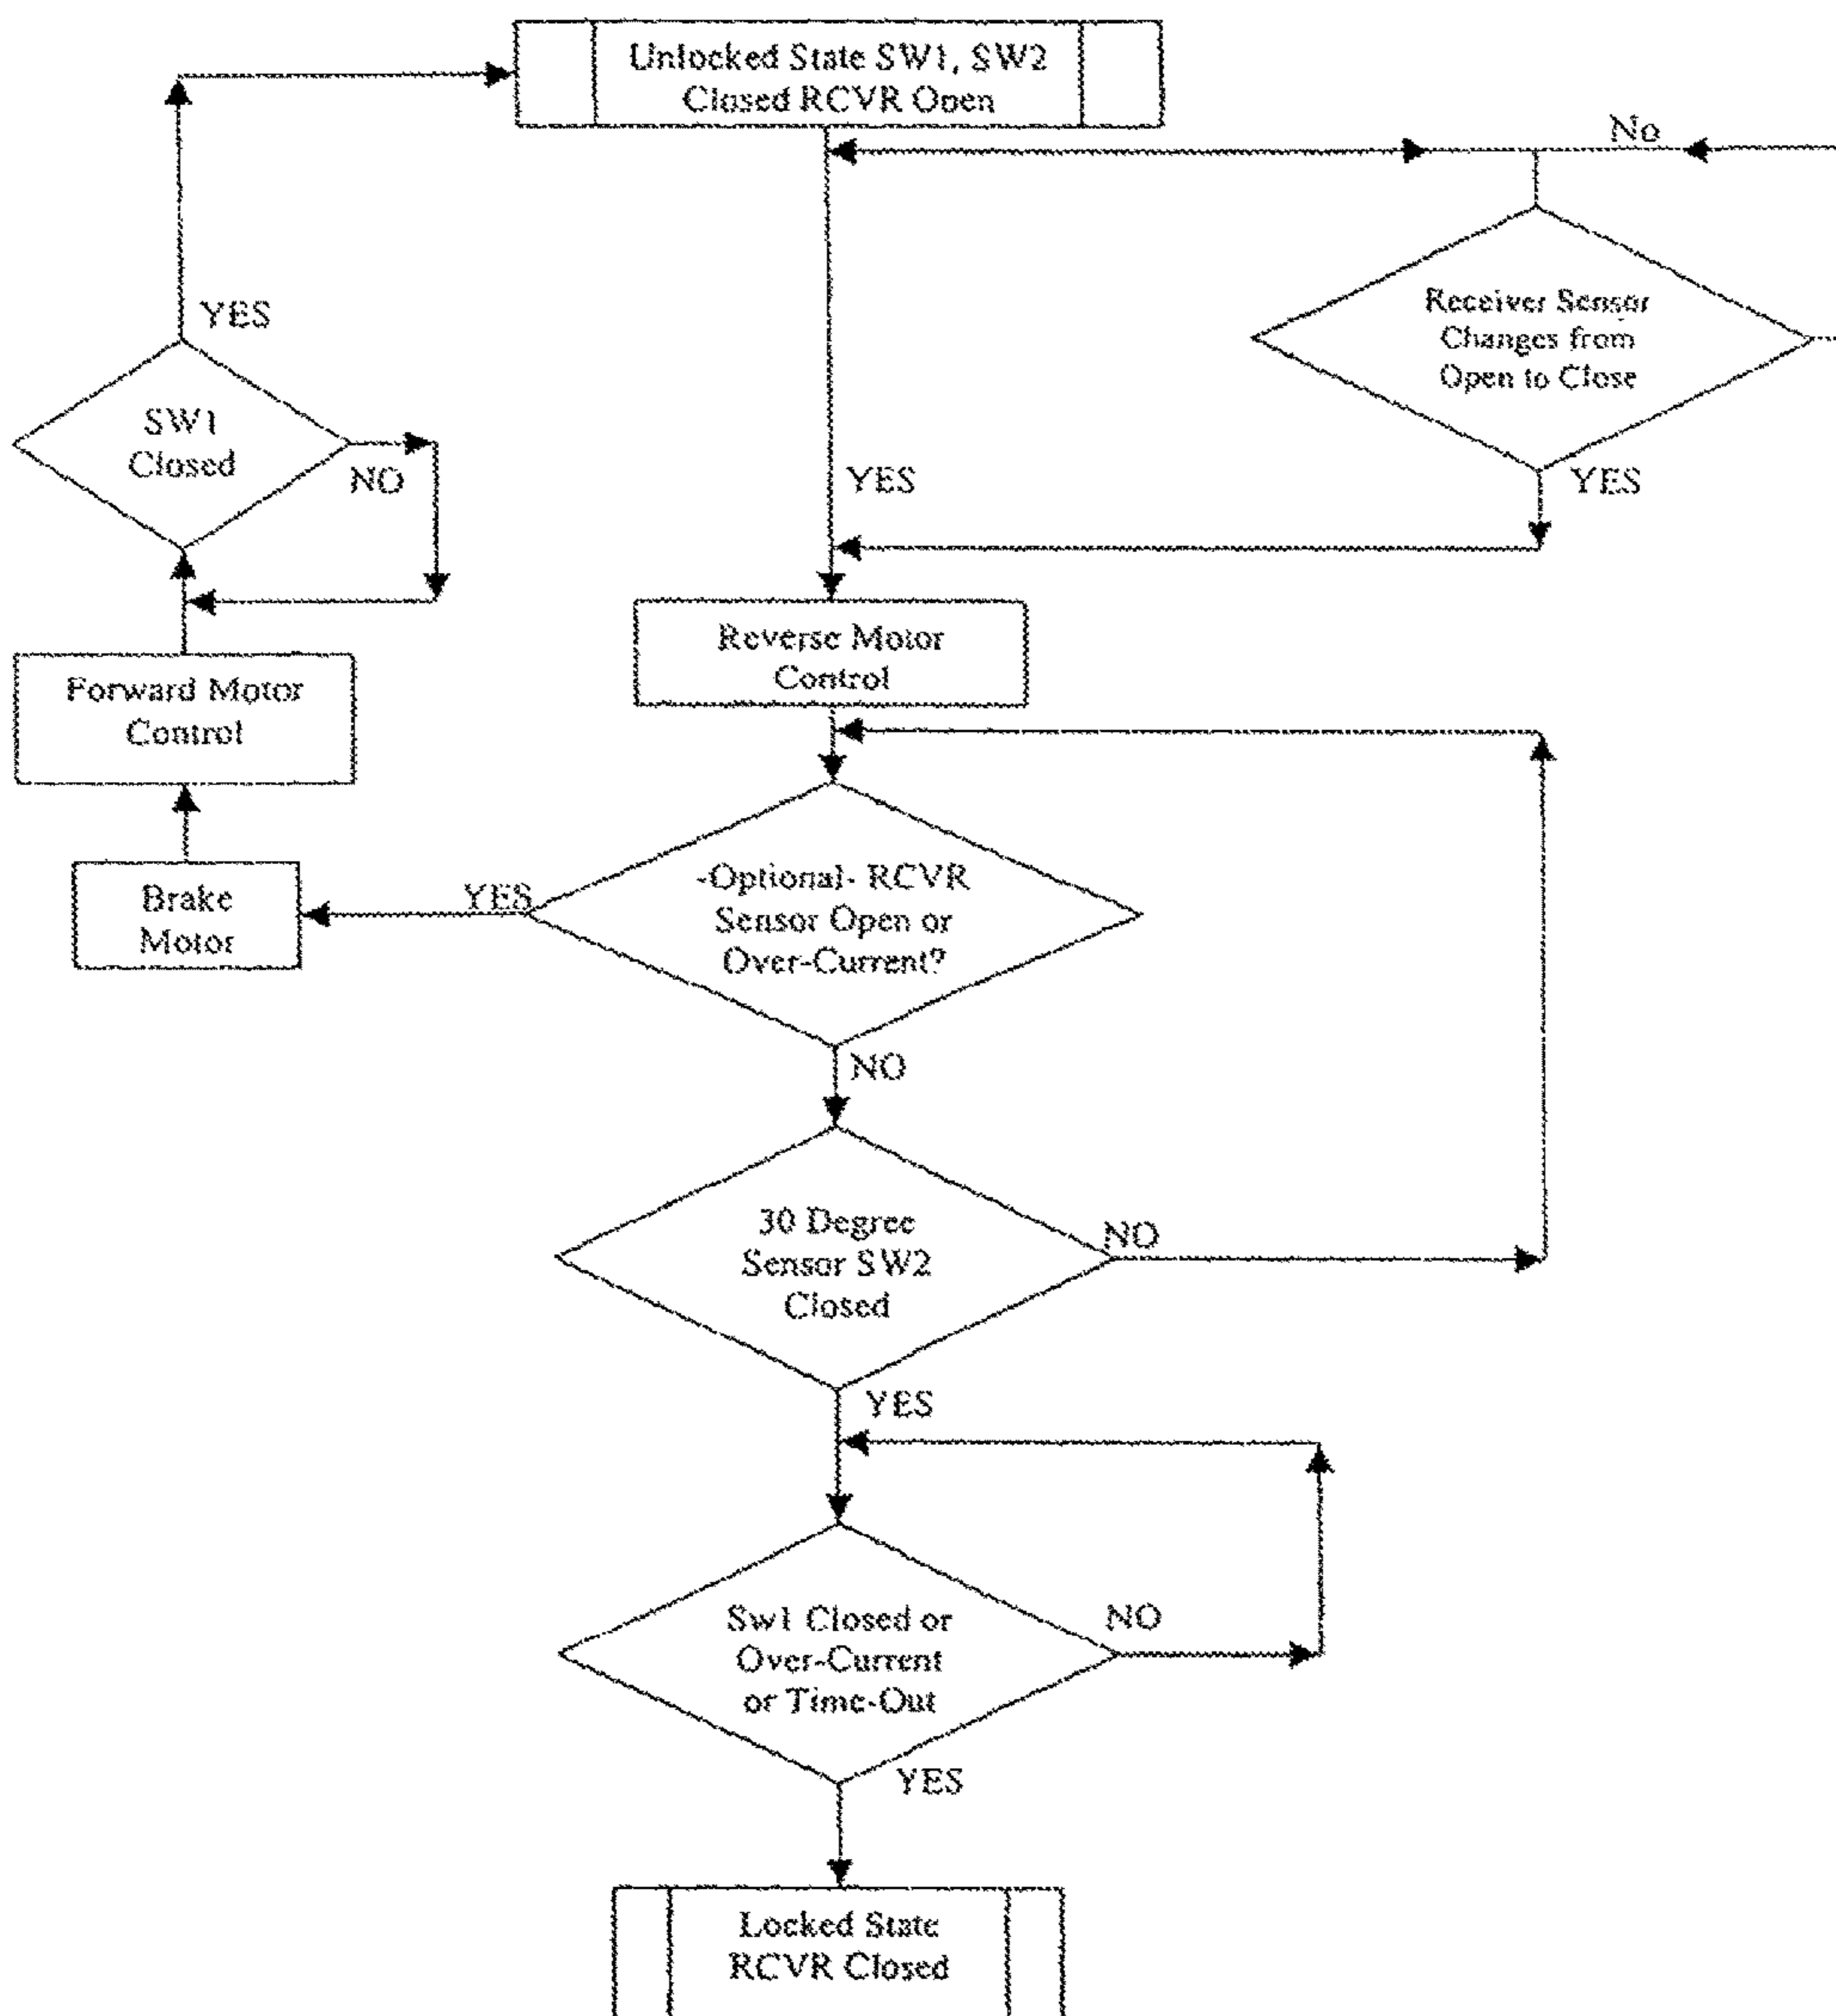 Unlocked State SW1, SW2
Closed RCVR Open
No
Receiver Sensor
Changes from
Open to Close
YES
YES
SW1
Closed
NO
YES
Reverse Motor
Control
Forward Motor
Control
Brake
Motor
YES
-Optional- RCVR
Sensor Open or
Over-Current?
NO
30 Degree
Sensor SW2
Closed
NO
YES
Sw1 Closed or
Over-Current
or Time-Out
NO
YES
Locked State
RCVR Closed